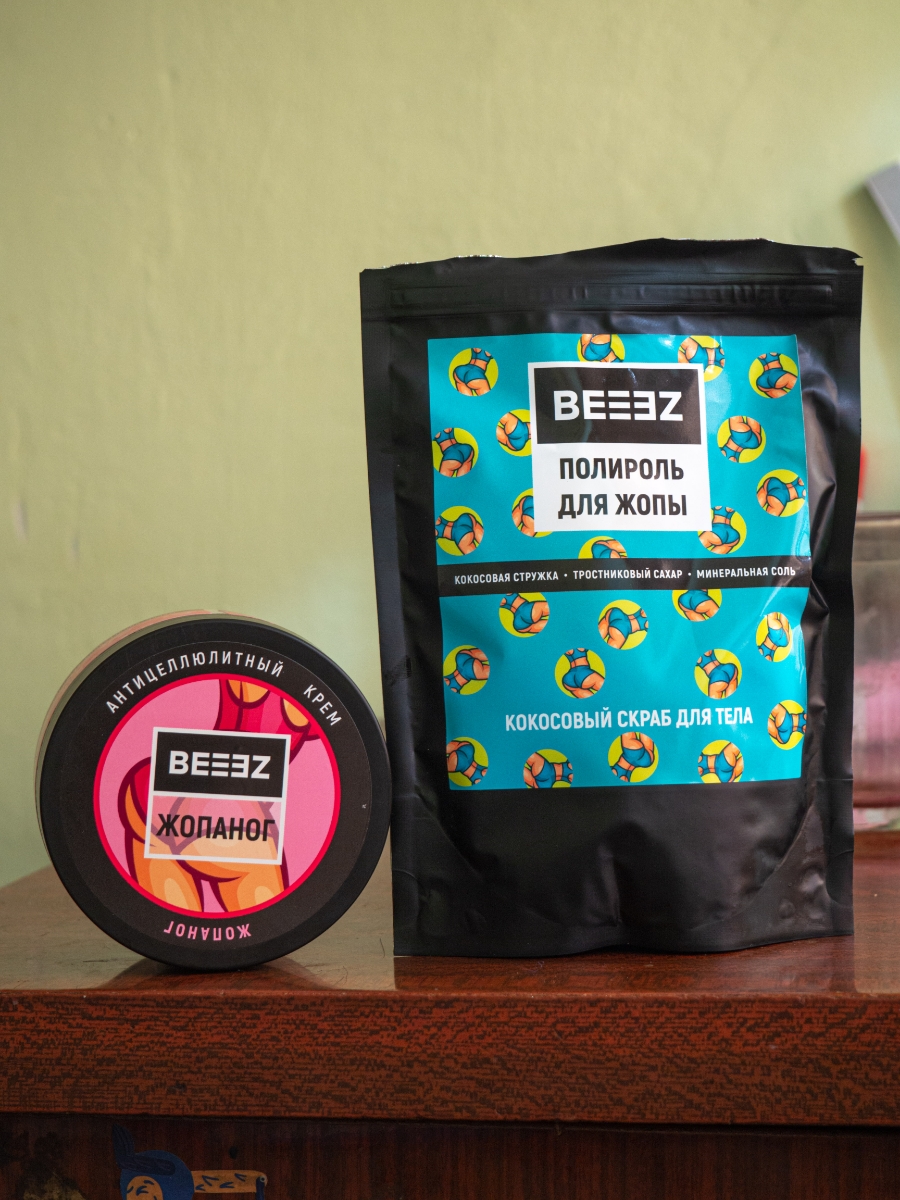 АНТИЦЕЛЛЮЛИТНЫЙ КРЕМ
BEEEZ
ЖОПАНОГ
ЖОПАНОГ
BEEEZ
ПОЛИРОЛЬ
ДЛЯ ЖОПЫ
КОКОСОВАЯ СТРУЖКА • ТРОСТНИКОВЫЙ САХАР • МИНЕРАЛЬНАЯ СОЛЬ
КОКОСОВЫЙ СКРАБ ДЛЯ ТЕЛА